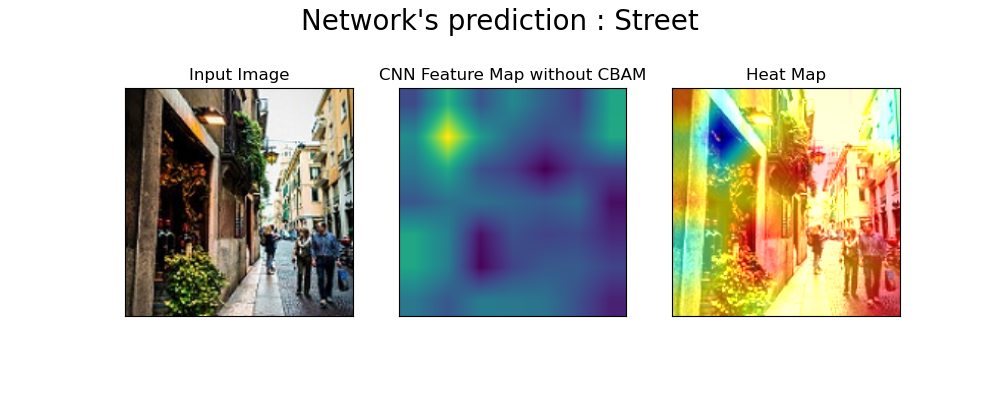 Network's prediction : Street
Input Image
CNN Feature Map without CBAM
Heat Map